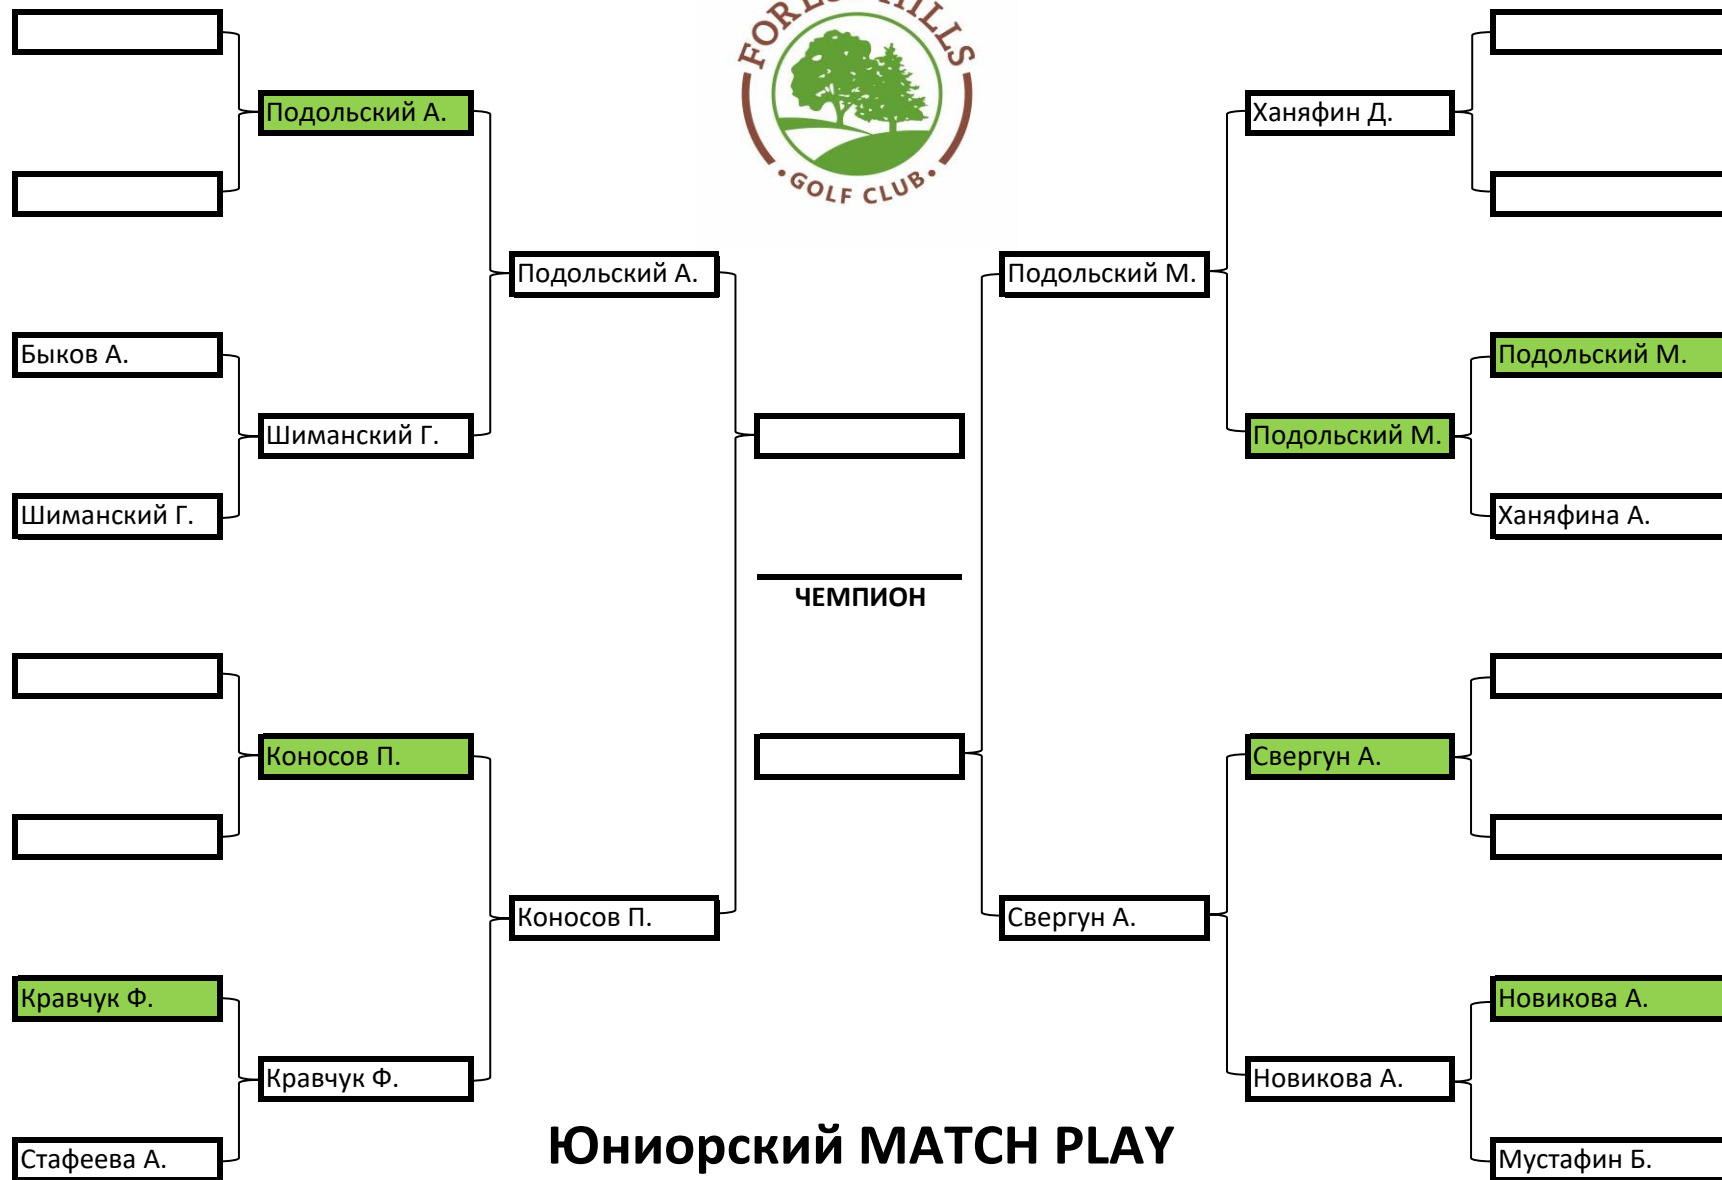 FOREST HILLS
• GOLF CLUB •
Подольский А.
Ханяфин Д.
Подольский А.
Подольский М.
Быков А.
Подольский М.
Шиманский Г.
Подольский М.
Шиманский Г.
Ханяфина А.
ЧЕМПИОН
Коносов П.
Свергун А.
Коносов П.
Свергун А.
Кравчук Ф.
Новикова А.
Кравчук Ф.
Новикова А.
Юниорский MATCH PLAY
Стафеева А.
Мустафин Б.